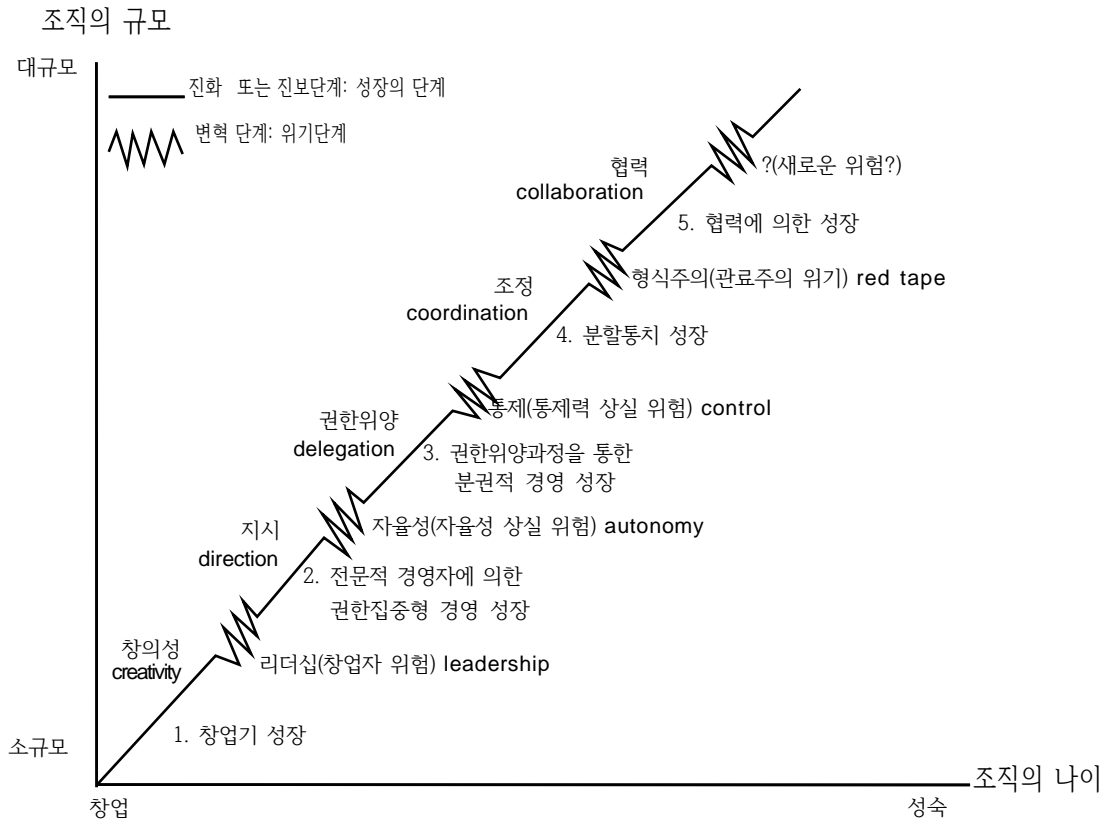 조직의 규모
대규모
진화 또는 진보단계: 성장의 단계
변혁 단계: 위기단계
?(새로운 위험?)
협력
collaboration
5. 협력에 의한 성장
형식주의(관료주의 위기) red tape
조정
coordination
4. 분할통치 성장
통제(통제력 상실 위험) control
권한위양
delegation
3. 권한위양과정을 통한
분권적 경영 성장
자율성(자율성 상실 위험) autonomy
지시
direction
2. 전문적 경영자에 의한
권한집중형 경영 성장
창의성
creativity
리더십(창업자 위험) leadership
1. 창업기 성장
소규모
조직의 나이
창업
성숙